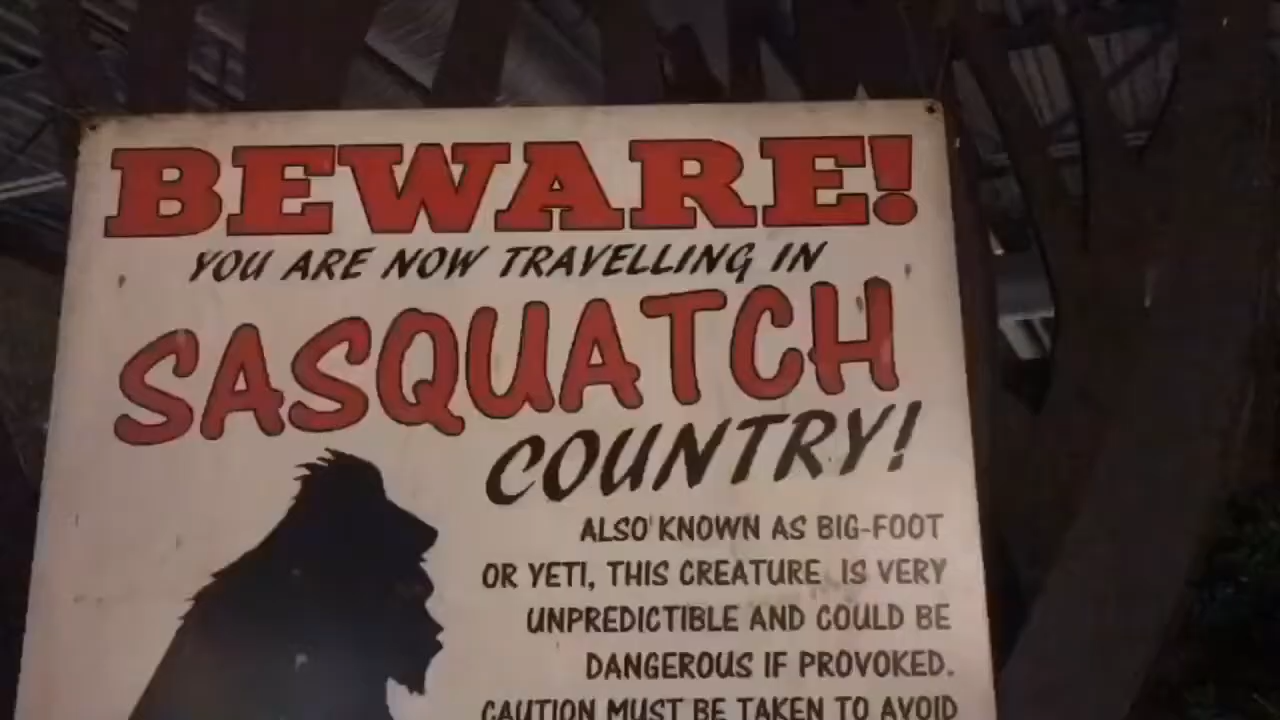 BEWARE!
YOU ARE NOW TRAVELLING IN
SASQUATCH
COUNTRY!
ALSO KNOWN AS BIG-FOOT
OR YETI, THIS CREATURE IS VERY
UNPREDICTIBLE AND COULD BE
DANGEROUS IF PROVOKED.
CAUTION MUST BE TAKEN TO AVOID